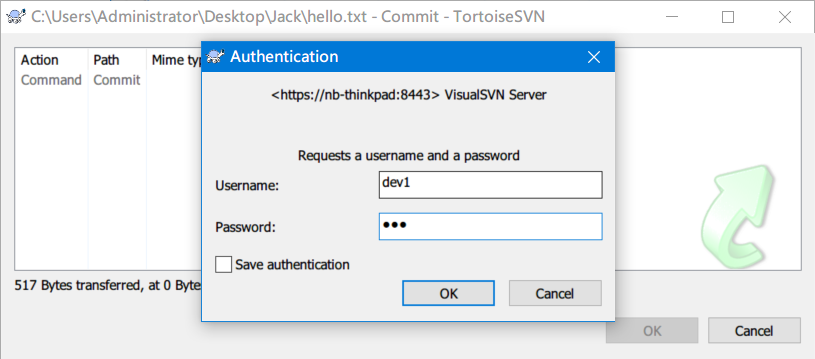 C:\Users\Administrator\Desktop\Jack\hello.txt - Commit - TortoiseSVN
Action Path Mime typ
Command Commit
Authentication
<https://nb-thinkpad:8443> VisualSVN Server
Requests a username and a password
Username: dev1
Password: ●●●
Save authentication
OK Cancel
517 Bytes transferred, at 0 Byte
OK Cancel